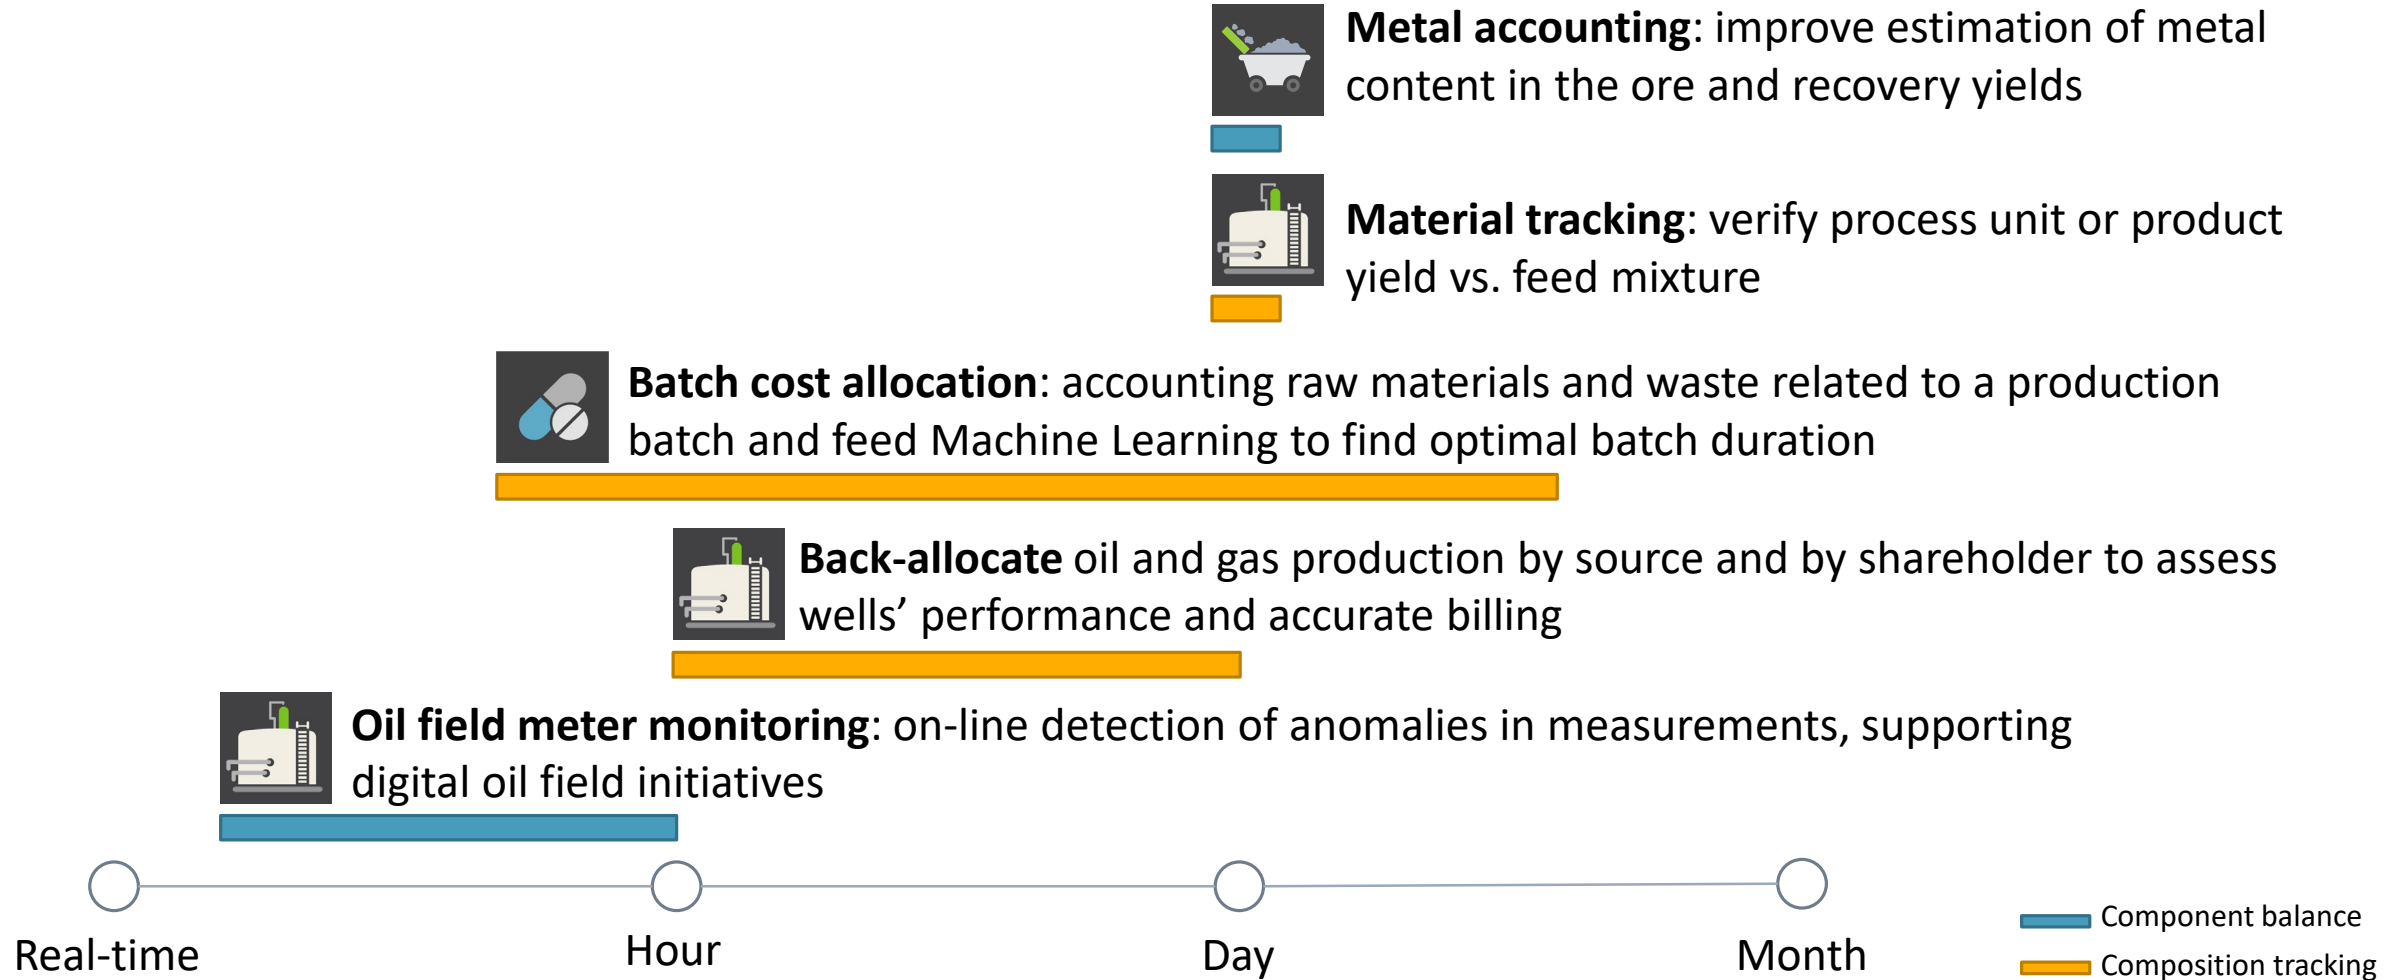 Metal accounting: improve estimation of metal
content in the ore and recovery yields
Material tracking: verify process unit or product
yield vs. feed mixture
Batch cost allocation: accounting raw materials and waste related to a production
batch and feed Machine Learning to find optimal batch duration
Back-allocate oil and gas production by source and by shareholder to assess
wells’ performance and accurate billing
Oil field meter monitoring: on-line detection of anomalies in measurements, supporting
digital oil field initiatives
Real-time
Hour
Day
Month
Component balance
Composition tracking